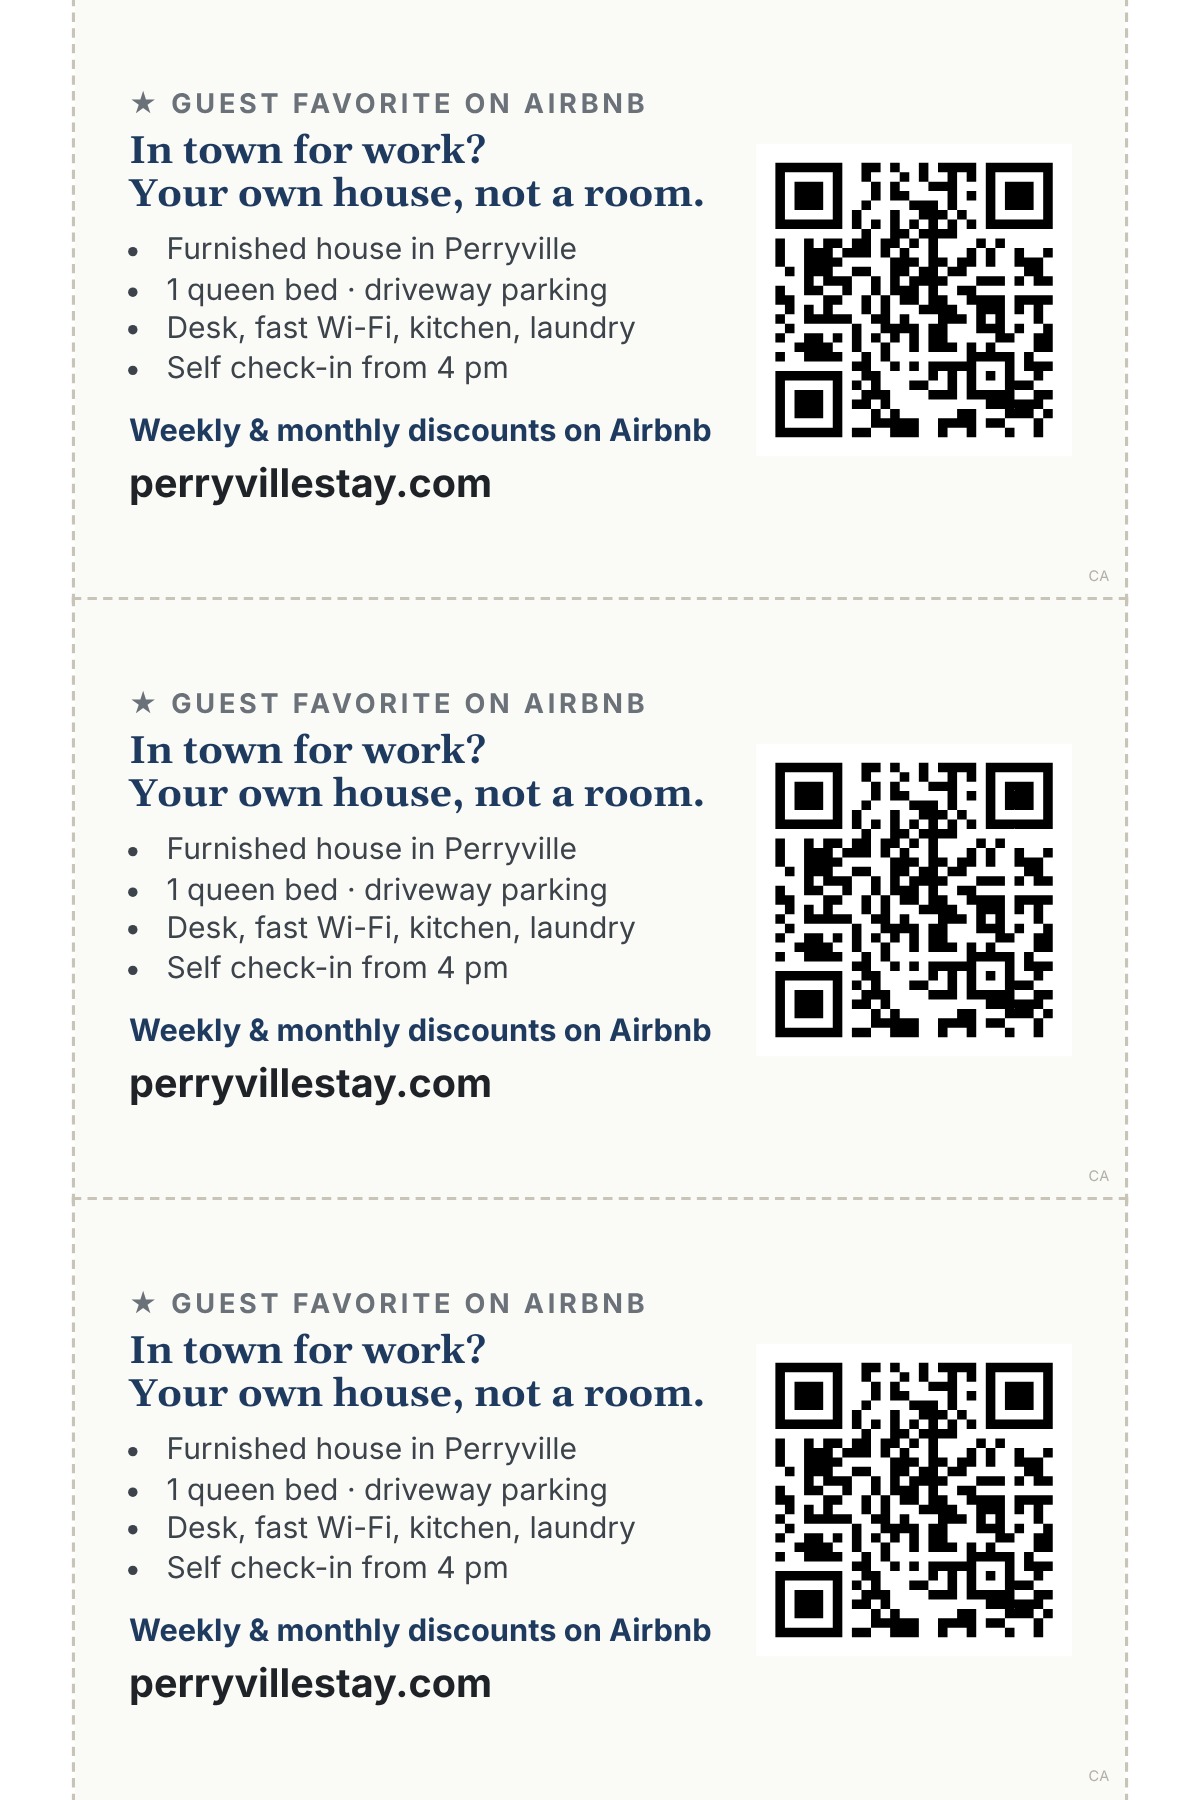 ★ GUEST FAVORITE ON AIRBNB
In town for work?
Your own house, not a room.
• Furnished house in Perryville
• 1 queen bed · driveway parking
• Desk, fast Wi-Fi, kitchen, laundry
• Self check-in from 4 pm
Weekly & monthly discounts on Airbnb
perryvillestay.com
CA
★ GUEST FAVORITE ON AIRBNB
In town for work?
Your own house, not a room.
• Furnished house in Perryville
• 1 queen bed · driveway parking
• Desk, fast Wi-Fi, kitchen, laundry
• Self check-in from 4 pm
Weekly & monthly discounts on Airbnb
perryvillestay.com
CA
★ GUEST FAVORITE ON AIRBNB
In town for work?
Your own house, not a room.
• Furnished house in Perryville
• 1 queen bed · driveway parking
• Desk, fast Wi-Fi, kitchen, laundry
• Self check-in from 4 pm
Weekly & monthly discounts on Airbnb
perryvillestay.com
CA